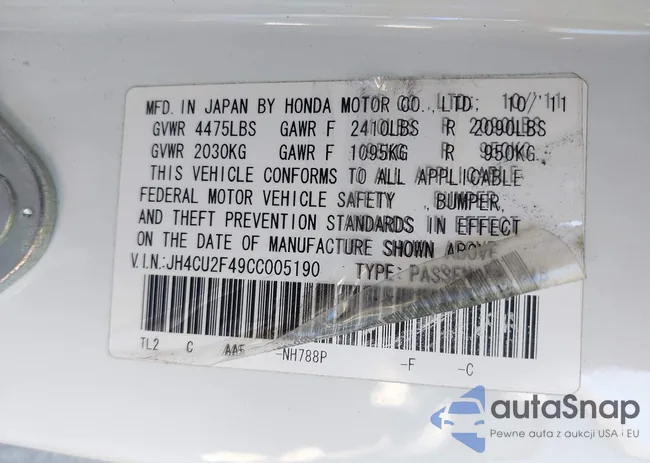 MFD. IN JAPAN BY HONDA MOTOR CO., LTD. 10/'11
GVWR 4475LBS GAWR F 2410LBS R 2090LBS
GVWR 2030KG GAWR F 1095KG R 950KG
THIS VEHICLE CONFORMS TO ALL APPLICABLE
FEDERAL MOTOR VEHICLE SAFETY, BUMPER,
AND THEFT PREVENTION STANDARDS IN EFFECT
ON THE DATE OF MANUFACTURE SHOWN ABOVE
V.I.N.:JH4CU2F49CC005190 TYPE: PASSENGER
TL2 C AAF -NH788P -F -C
autaSnap
Pewne auta z aukcji USA i EU